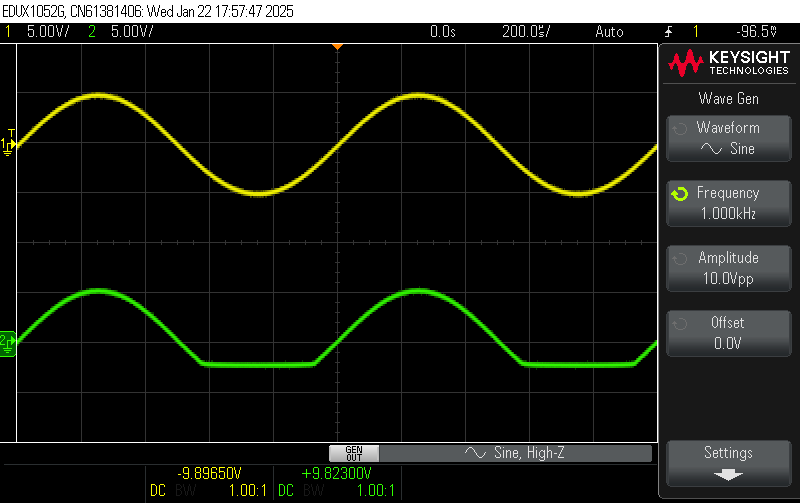 EDUX1052G, CN61381406: Wed Jan 22 17:57:47 2025
1 5.00V/ 2 5.00V/ 0.0s 200.0㎲/ Auto 1 -96.5㎷
KEYSIGHT
TECHNOLOGIES
Wave Gen
Waveform
Sine
Frequency
1.000kHz
Amplitude
10.0Vpp
Offset
0.0V
T
1
2
GEN
OUT
Sine, High-Z
Settings
-9.89650V +9.82300V
DC BW 1.00:1 DC BW 1.00:1